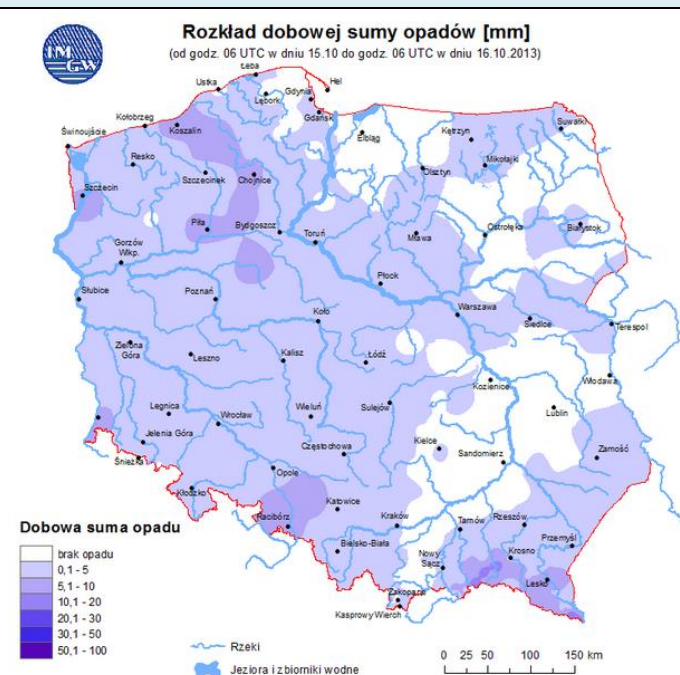 IM
GW
Rozkład dobowej sumy opadów [mm]
(od godz. 06 UTC w dniu 15.10 do godz. 06 UTC w dniu 16.10.2013)
Łeba
Ustka
Hel
Gdynia
Lębork
Gdańsk
Kołobrzeg
Koszalin
Elbląg
Kętrzyn
Suwałki
Świnoujście
Resko
Szczecinek
Chojnice
Olsztyn
Mikołajki
Szczecin
Piła
Bydgoszcz
Toruń
Mława
Ostrołęka
Białystok
Gorzów
Wlkp.
Płock
Słubice
Poznań
Koło
Warszawa
Siedlce
Terespol
Zielona
Góra
Leszno
Kalisz
Łódź
Kozienice
Włodawa
Legnica
Wrocław
Wieluń
Sulejów
Lublin
Jelenia Góra
Śnieżka
Częstochowa
Kielce
Sandomierz
Zamość
Kłodzko
Opole
Racibórz
Katowice
Kraków
Tarnów
Rzeszów
Bielsko-Biała
Nowy
Sącz
Krosno
Przemyśl
Lesko
Zakopane
Kasprowy Wierch
Dobowa suma opadu
brak opadu
0,1 - 5
5,1 - 10
10,1 - 20
20,1 - 30
30,1 - 50
50,1 - 100
Rzeki
Jeziora i zbiorniki wodne
0 25 50 100 150 km